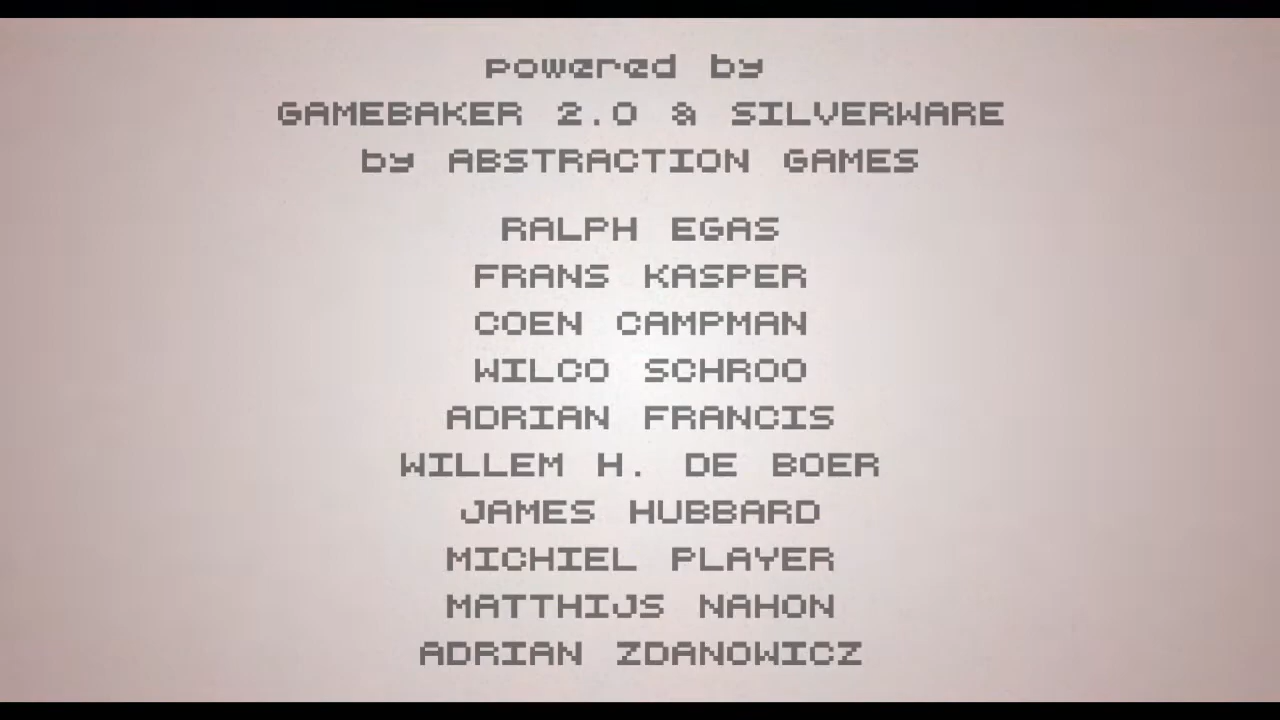 powered by
GAMEBAKER 2.0 & SILVERWARE
by ABSTRACTION GAMES
RALPH EGAS
FRANS KASPER
COEN CAMPMAN
WILCO SCHROO
ADRIAN FRANCIS
WILLEM H. DE BOER
JAMES HUBBARD
MICHIEL PLAYER
MATTHIJS NAHON
ADRIAN ZDANOWICZ